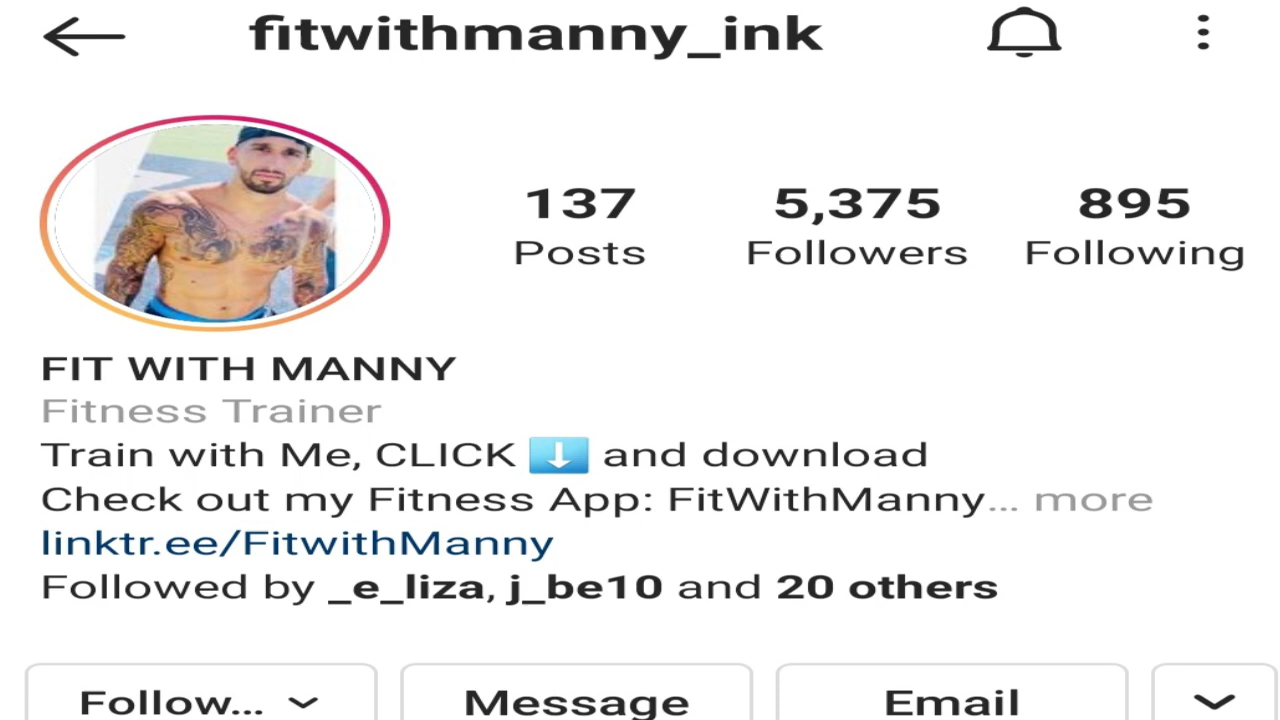 fitwithmanny_ink
137 5,375 895
Posts Followers Following
FIT WITH MANNY
Fitness Trainer
Train with Me, CLICK ⬇️ and download
Check out my Fitness App: FitWithManny... more
linktr.ee/FitwithManny
Followed by _e_liza, j_be10 and 20 others
Follow... Message Email